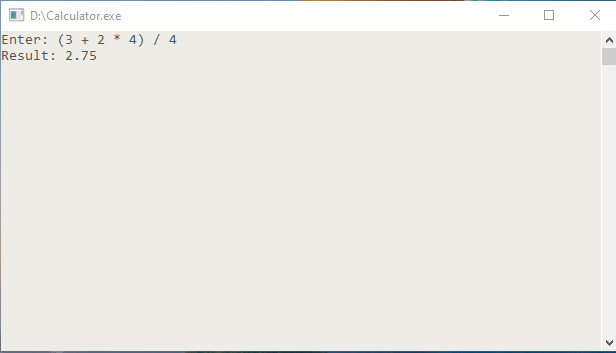 D:\Calculator.exe
Enter: (3 + 2 * 4) / 4
Result: 2.75